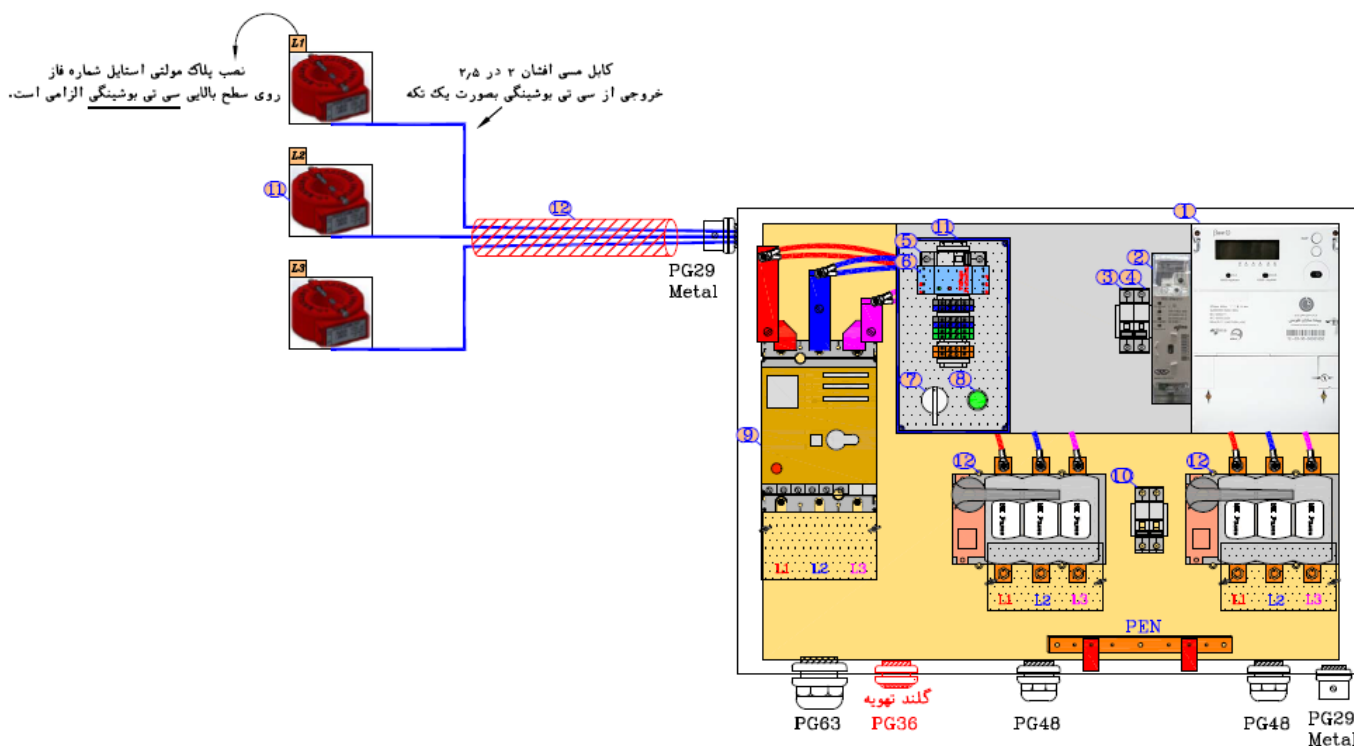 L1
نصب پلاک مولتی استایل شماره فاز
روی سطح بالایی سی تی بوشینگی الزامی است.
کابل مسی افشان ۲ در ۲٫۵
خروجی از سی تی بوشینگی بصورت یک تکه
L2
11
12
L3
PG29
Metal
1
11
5
2
6
3
4
7
8
9
12
10
12
L1 L2 L3
L1 L2 L3
L1 L2 L3
PEN
گلند تهویه
PG63
PG36
PG48
PG48
PG29
Metal